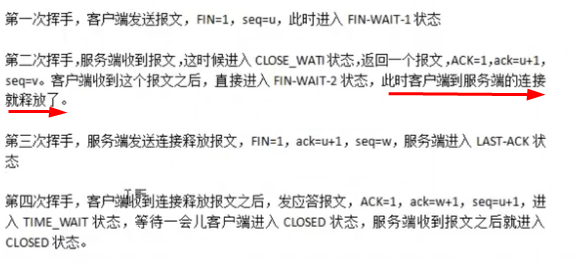 第一次挥手，客户端发送报文，FIN=1，seq=u，此时进入 FIN-WAIT-1 状态
第二次挥手，服务端收到报文，这时候进入 CLOSE_WATI 状态，返回一个报文，ACK=1,ack=u+1,
seq=v。客户端收到这个报文之后，直接进入 FIN-WAIT-2 状态，此时客户端到服务端的连接
就释放了。
第三次挥手，服务端发送连接释放报文，FIN=1，ack=u+1，seq=w，服务端进入 LAST-ACK 状
态
第四次挥手，客户端收到连接释放报文之后，发应答报文，ACK=1，ack=w+1，seq=u+1，进
入 TIME_WAIT 状态，等待一会儿客户端进入 CLOSED 状态，服务端收到报文之后就进入
CLOSED 状态。